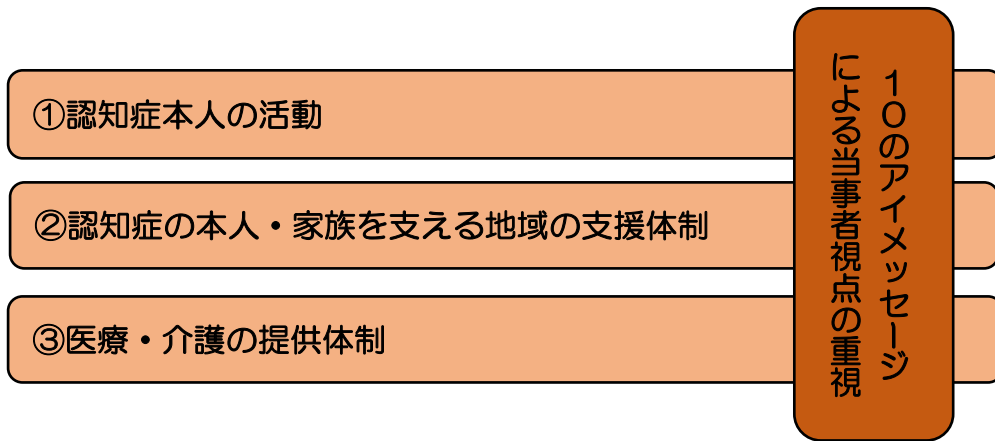 ①認知症本人の活動
②認知症の本人・家族を支える地域の支援体制
③医療・介護の提供体制
１０のアイメッセージ
による当事者視点の重視